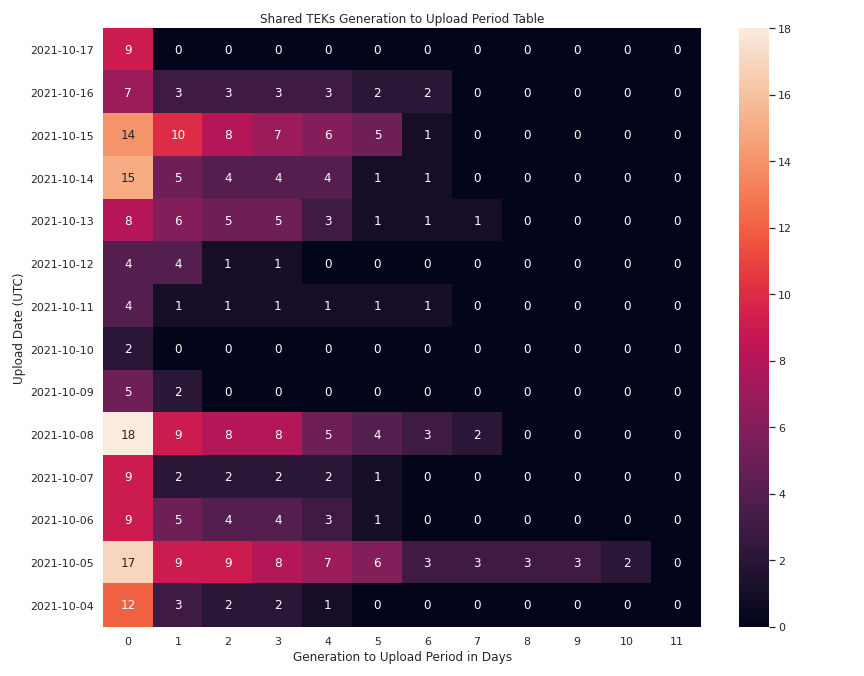 Shared TEKs Generation to Upload Period Table
Upload Date (UTC)
2021-10-17 9 0 0 0 0 0 0 0 0 0 0 0
2021-10-16 7 3 3 3 3 2 2 0 0 0 0 0
2021-10-15 14 10 8 7 6 5 1 0 0 0 0 0
2021-10-14 15 5 4 4 4 1 1 0 0 0 0 0
2021-10-13 8 6 5 5 3 1 1 1 0 0 0 0
2021-10-12 4 4 1 1 0 0 0 0 0 0 0 0
2021-10-11 4 1 1 1 1 1 1 0 0 0 0 0
2021-10-10 2 0 0 0 0 0 0 0 0 0 0 0
2021-10-09 5 2 0 0 0 0 0 0 0 0 0 0
2021-10-08 18 9 8 8 5 4 3 2 0 0 0 0
2021-10-07 9 2 2 2 2 1 0 0 0 0 0 0
2021-10-06 9 5 4 4 3 1 0 0 0 0 0 0
2021-10-05 17 9 9 8 7 6 3 3 3 3 2 0
2021-10-04 12 3 2 2 1 0 0 0 0 0 0 0
0 1 2 3 4 5 6 7 8 9 10 11
Generation to Upload Period in Days
18
16
14
12
10
8
6
4
2
0